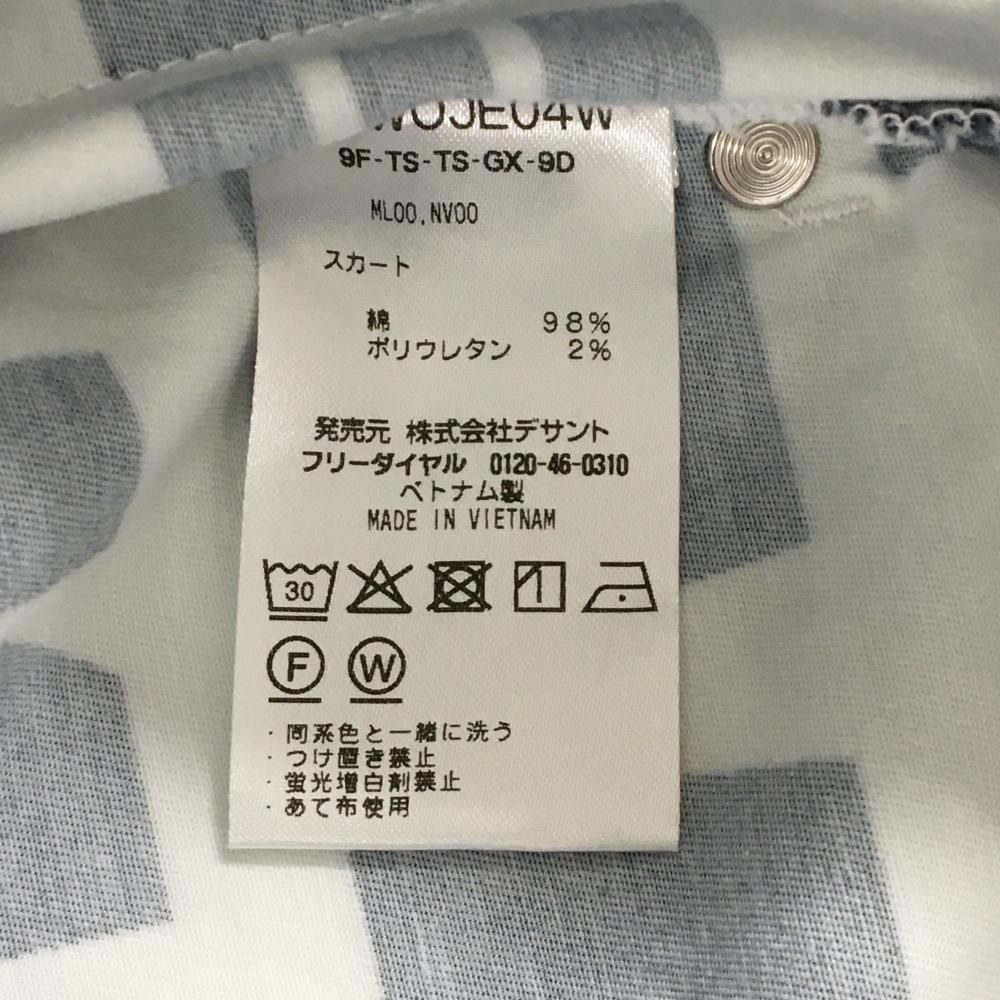 9F-TS-TS-GX-9D
ML00,NV00
スカート
綿 98%
ポリウレタン 2%
発売元 株式会社デサント
フリーダイヤル 0120-46-0310
ベトナム製
MADE IN VIETNAM
30
F W
・同系色と一緒に洗う
・つけ置き禁止
・蛍光増白剤禁止
・あて布使用